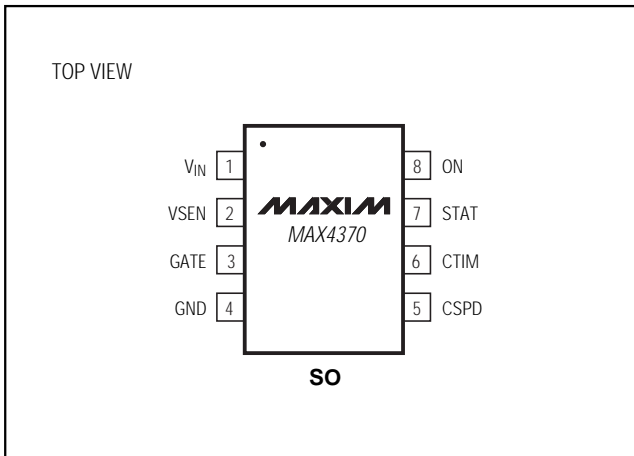 TOP VIEW
VIN 1
8 ON
VSEN 2
MAXIM
7 STAT
MAX4370
GATE 3
6 CTIM
GND 4
5 CSPD
SO